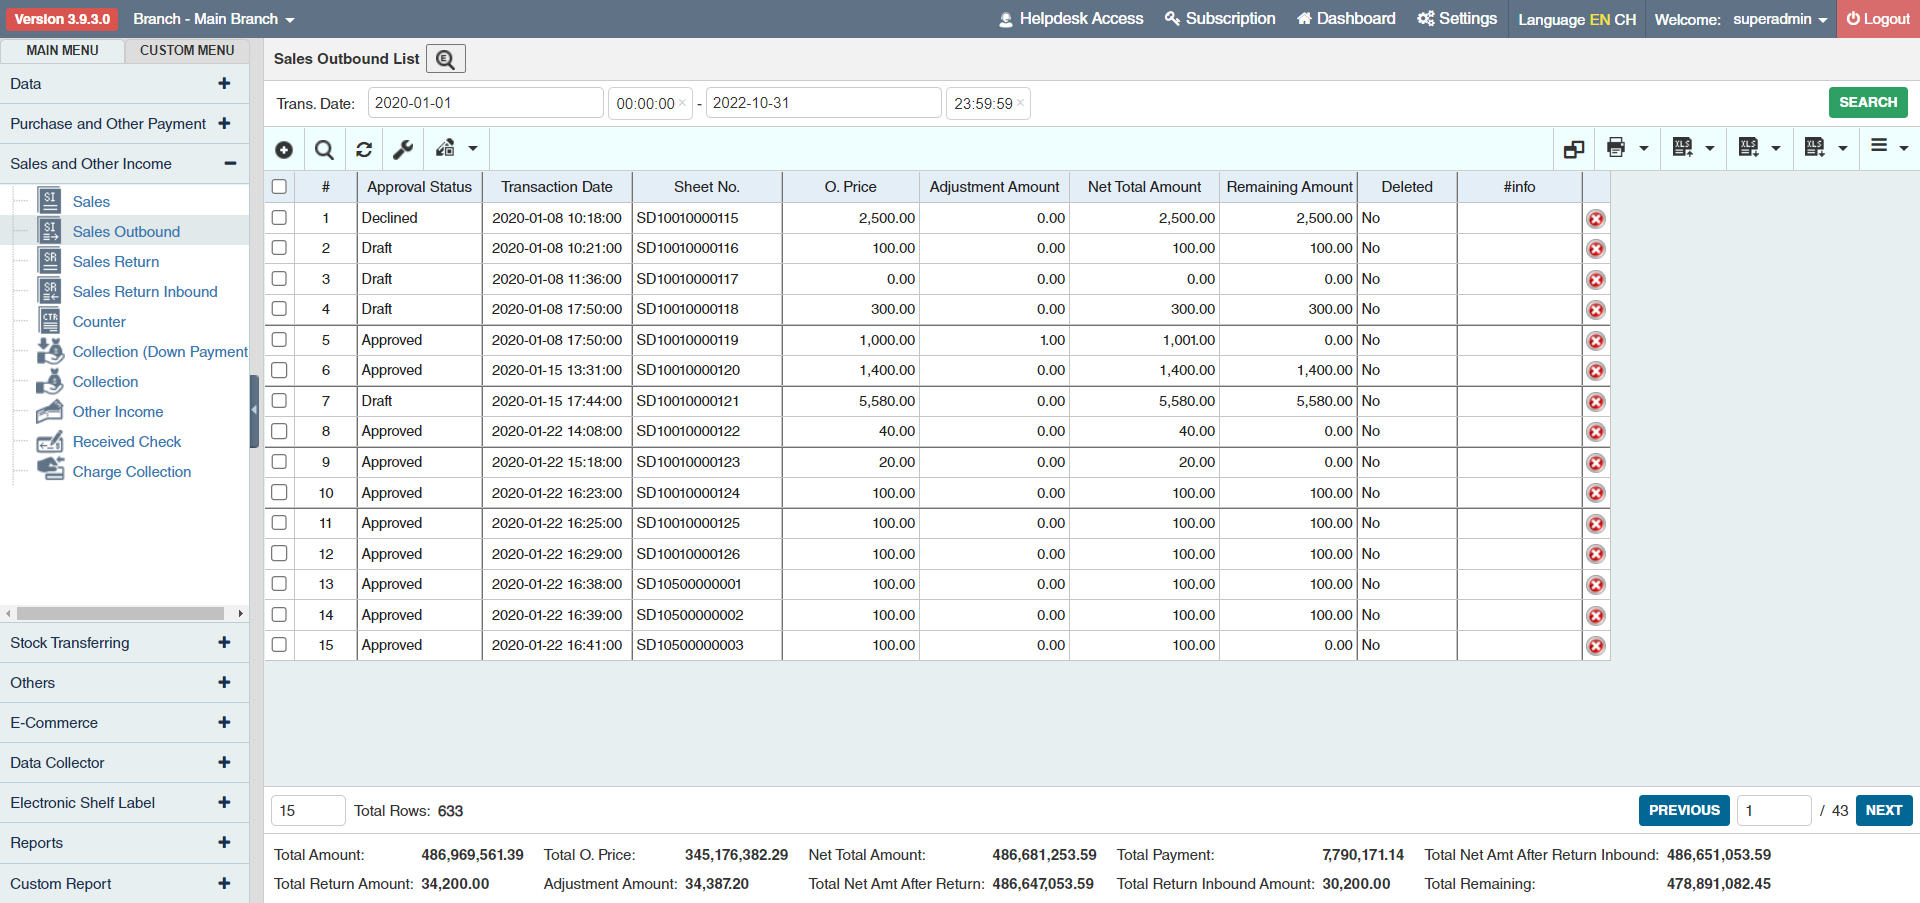 Version 3.9.3.0 Branch - Main Branch Helpdesk Access Subscription Dashboard Settings Language EN CH Welcome: superadmin Logout
MAIN MENU CUSTOM MENU
Data
Purchase and Other Payment
Sales and Other Income
Sales
Sales Outbound
Sales Return
Sales Return Inbound
Counter
Collection (Down Payment
Collection
Other Income
Received Check
Charge Collection
Stock Transferring
Others
E-Commerce
Data Collector
Electronic Shelf Label
Reports
Custom Report
Sales Outbound List
Trans. Date: 2020-01-01 00:00:00 × - 2022-10-31 23:59:59 × SEARCH
XLS XLS XLS
# Approval Status Transaction Date Sheet No. O. Price Adjustment Amount Net Total Amount Remaining Amount Deleted #info
1 Declined 2020-01-08 10:18:00 SD10010000115 2,500.00 0.00 2,500.00 2,500.00 No
2 Draft 2020-01-08 10:21:00 SD10010000116 100.00 0.00 100.00 100.00 No
3 Draft 2020-01-08 11:36:00 SD10010000117 0.00 0.00 0.00 0.00 No
4 Draft 2020-01-08 17:50:00 SD10010000118 300.00 0.00 300.00 300.00 No
5 Approved 2020-01-08 17:50:00 SD10010000119 1,000.00 1.00 1,001.00 0.00 No
6 Approved 2020-01-15 13:31:00 SD10010000120 1,400.00 0.00 1,400.00 1,400.00 No
7 Draft 2020-01-15 17:44:00 SD10010000121 5,580.00 0.00 5,580.00 5,580.00 No
8 Approved 2020-01-22 14:08:00 SD10010000122 40.00 0.00 40.00 0.00 No
9 Approved 2020-01-22 15:18:00 SD10010000123 20.00 0.00 20.00 0.00 No
10 Approved 2020-01-22 16:23:00 SD10010000124 100.00 0.00 100.00 100.00 No
11 Approved 2020-01-22 16:25:00 SD10010000125 100.00 0.00 100.00 100.00 No
12 Approved 2020-01-22 16:29:00 SD10010000126 100.00 0.00 100.00 100.00 No
13 Approved 2020-01-22 16:38:00 SD10500000001 100.00 0.00 100.00 100.00 No
14 Approved 2020-01-22 16:39:00 SD10500000002 100.00 0.00 100.00 100.00 No
15 Approved 2020-01-22 16:41:00 SD10500000003 100.00 0.00 100.00 0.00 No
15 Total Rows: 633 PREVIOUS 1 / 43 NEXT
Total Amount: 486,969,561.39 Total O. Price: 345,176,382.29 Net Total Amount: 486,681,253.59 Total Payment: 7,790,171.14 Total Net Amt After Return Inbound: 486,651,053.59
Total Return Amount: 34,200.00 Adjustment Amount: 34,387.20 Total Net Amt After Return: 486,647,053.59 Total Return Inbound Amount: 30,200.00 Total Remaining: 478,891,082.45